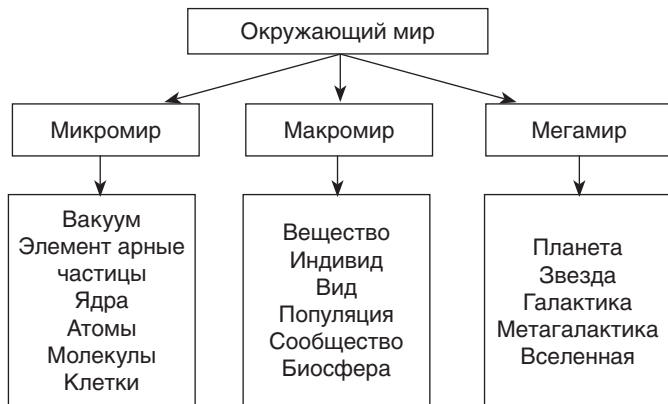 Окружающий мир
Микромир
Макромир
Мегамир
Вакуум
Элемент арные
частицы
Ядра
Атомы
Молекулы
Клетки
Вещество
Индивид
Вид
Популяция
Сообщество
Биосфера
Планета
Звезда
Галактика
Метагалактика
Вселенная